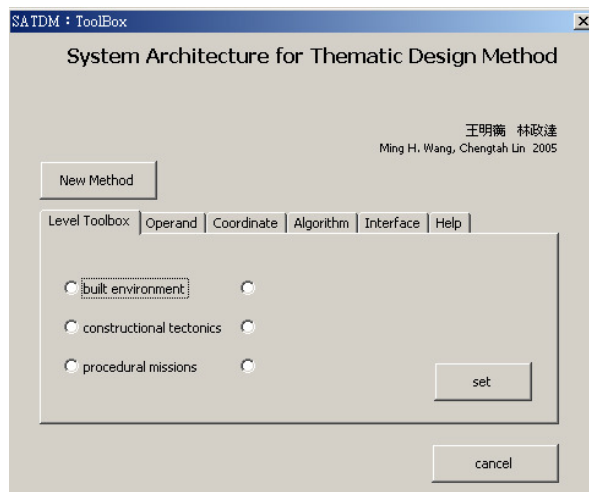 SATDM：ToolBox
System Architecture for Thematic Design Method
王明蘅 林政達
Ming H. Wang, Chengtah Lin 2005
New Method
Level Toolbox Operand Coordinate Algorithm Interface Help
built environment
constructional tectonics
procedural missions
set
cancel